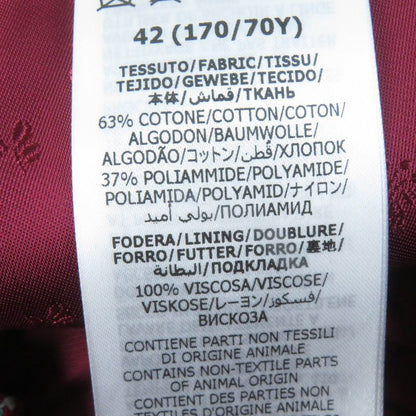 42 (170/70Y)
TESSUTO/FABRIC/TISSU/
TEJIDO/GEWEBE/TECIDO/
本体/قماش/ТКАНЬ
63% COTONE/COTTON/COTON/
ALGODON/BAUMWOLLE/
ALGODÃO/コットン/قطن/ХЛОПОК
37% POLIAMMIDE/POLYAMIDE/
POLIAMIDA/POLYAMID/ナイロン/
بولي أميد/ПОЛИАМИД
FODERA/LINING/DOUBLURE/
FORRO/FUTTER/FORRO/裏地/
البطانة/ПОДКЛАДКА
100% VISCOSA/VISCOSE/
VISKOSE/レーヨン/فسكوز/
ВИСКОЗА
CONTIENE PARTI NON TESSILI
DI ORIGINE ANIMALE
CONTAINS NON-TEXTILE PARTS
OF ANIMAL ORIGIN
CONTIENT DES PARTIES NON
TEXTILES D'ORIGINE ANIMALE